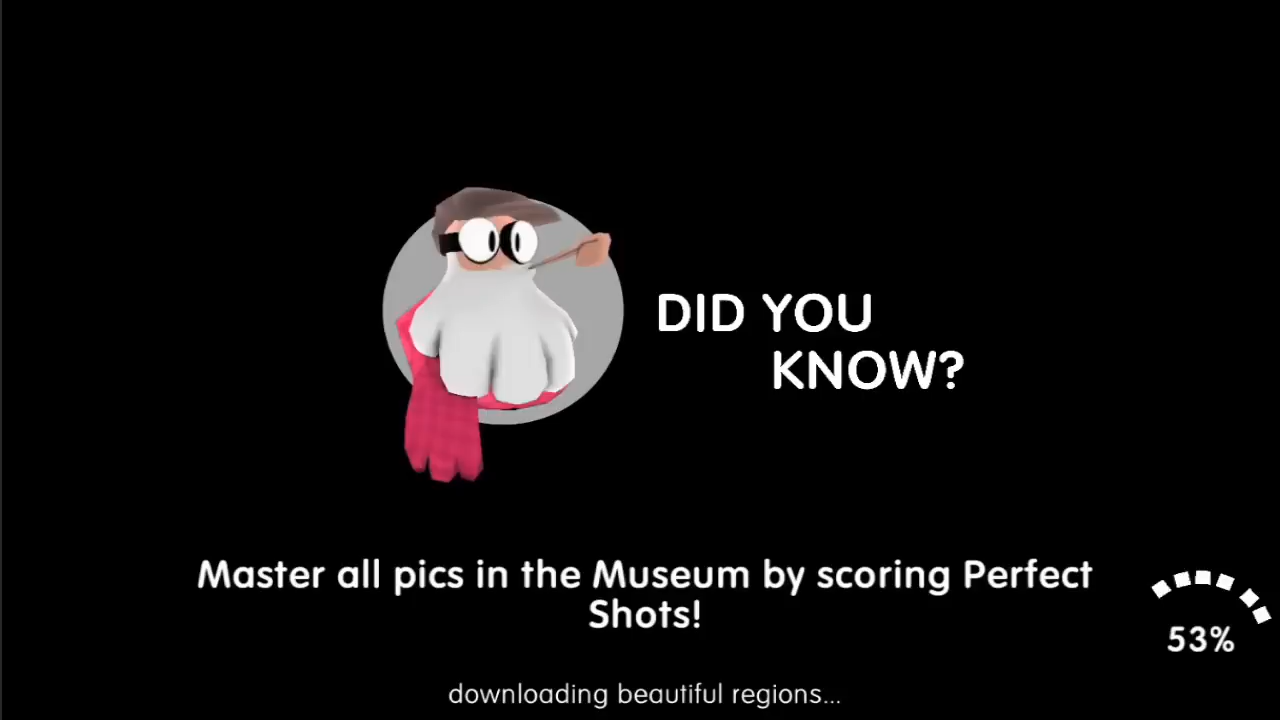 DID YOU
KNOW?
Master all pics in the Museum by scoring Perfect
Shots!
53%
downloading beautiful regions...